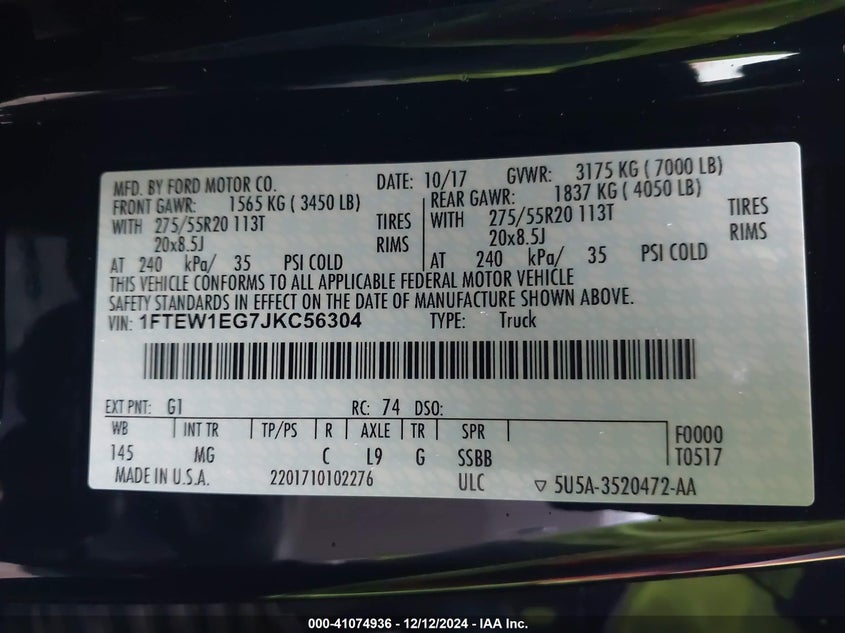 MFD. BY FORD MOTOR CO. DATE: 10/17 GVWR: 3175 KG ( 7000 LB)
FRONT GAWR: 1565 KG ( 3450 LB) REAR GAWR: 1837 KG ( 4050 LB)
WITH 275/55R20 113T TIRES WITH 275/55R20 113T TIRES
20x8.5J RIMS 20x8.5J RIMS
AT 240 kPa/ 35 PSI COLD AT 240 kPa/ 35 PSI COLD
THIS VEHICLE CONFORMS TO ALL APPLICABLE FEDERAL MOTOR VEHICLE
SAFETY STANDARDS IN EFFECT ON THE DATE OF MANUFACTURE SHOWN ABOVE.
VIN: 1FTEW1EG7JKC56304 TYPE: Truck
EXT PNT: G1 RC: 74 DSO:
WB INT TR TP/PS R AXLE TR SPR F0000
145 MG C L9 G SSBB T0517
MADE IN U.S.A. 2201710102276 ULC ▽ 5U5A-3520472-AA
000-41074936 - 12/12/2024 - IAA Inc.